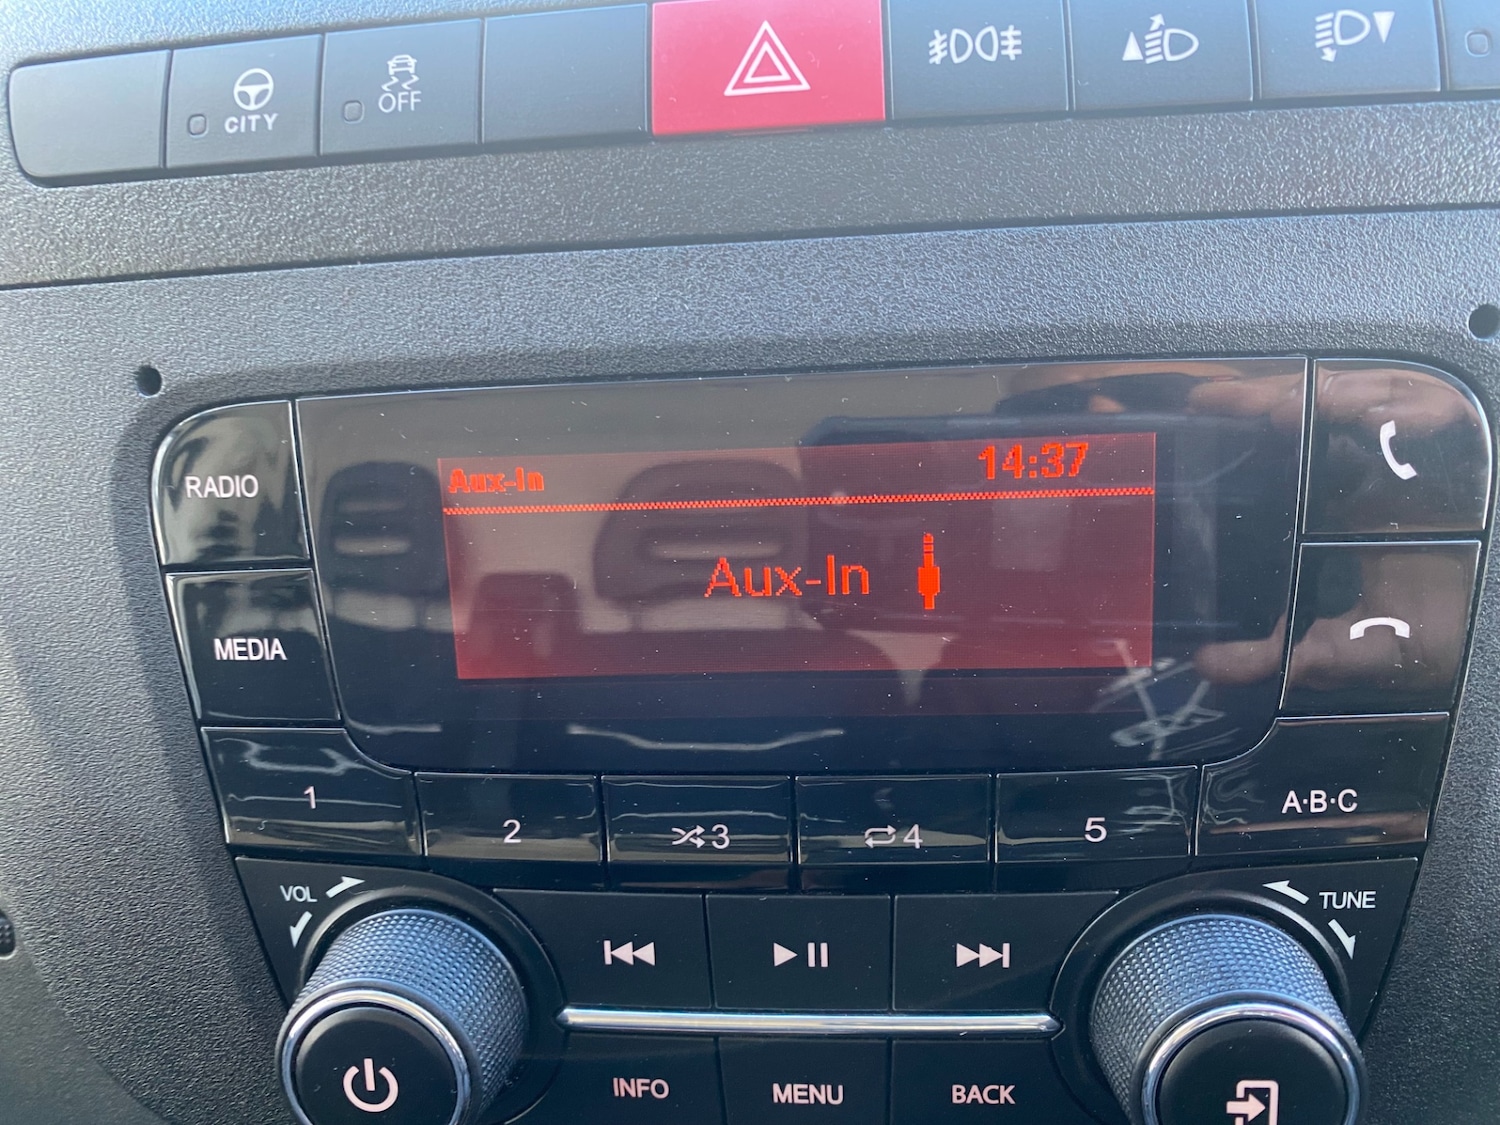 CITY
OFF
Aux-In 14:37
Aux-In
RADIO
MEDIA
1 2 3 4 5 A·B·C
VOL TUNE
INFO MENU BACK